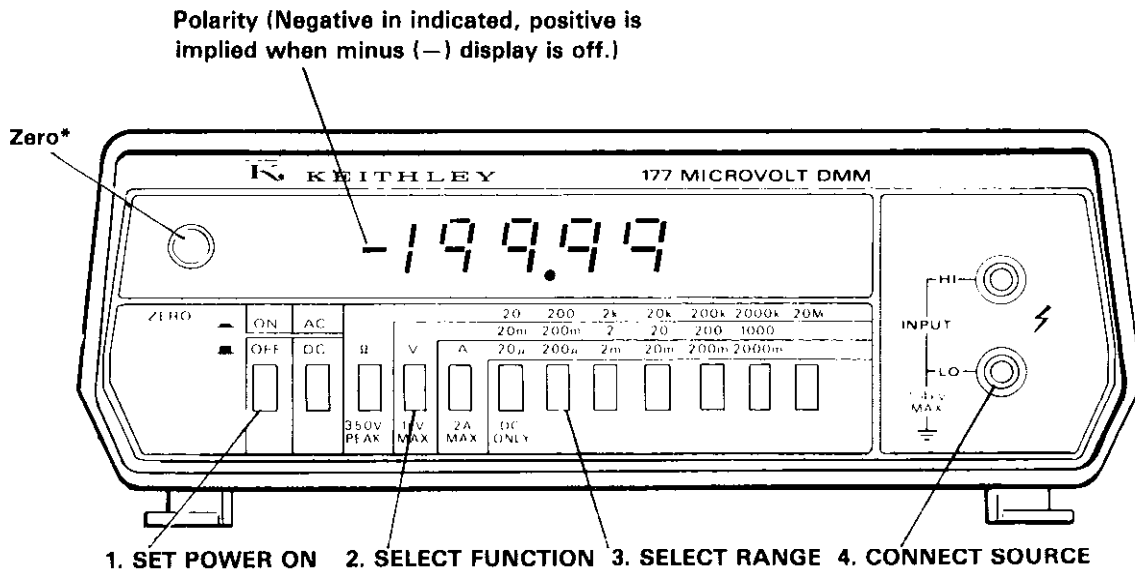 Polarity (Negative in indicated, positive is
implied when minus (—) display is off.)
Zero*
KEITHLEY 177 MICROVOLT DMM
-199.99
HI
INPUT
LO
MAX
ZERO ON AC 20 200 2k 20k 200k 2000k 20M
20m 200m 2 20 200 1000
OFF DC Ω V A 20μ 200μ 2m 20m 200m 2000m
350V PEAK MAX 2A MAX DC ONLY
1. SET POWER ON 2. SELECT FUNCTION 3. SELECT RANGE 4. CONNECT SOURCE